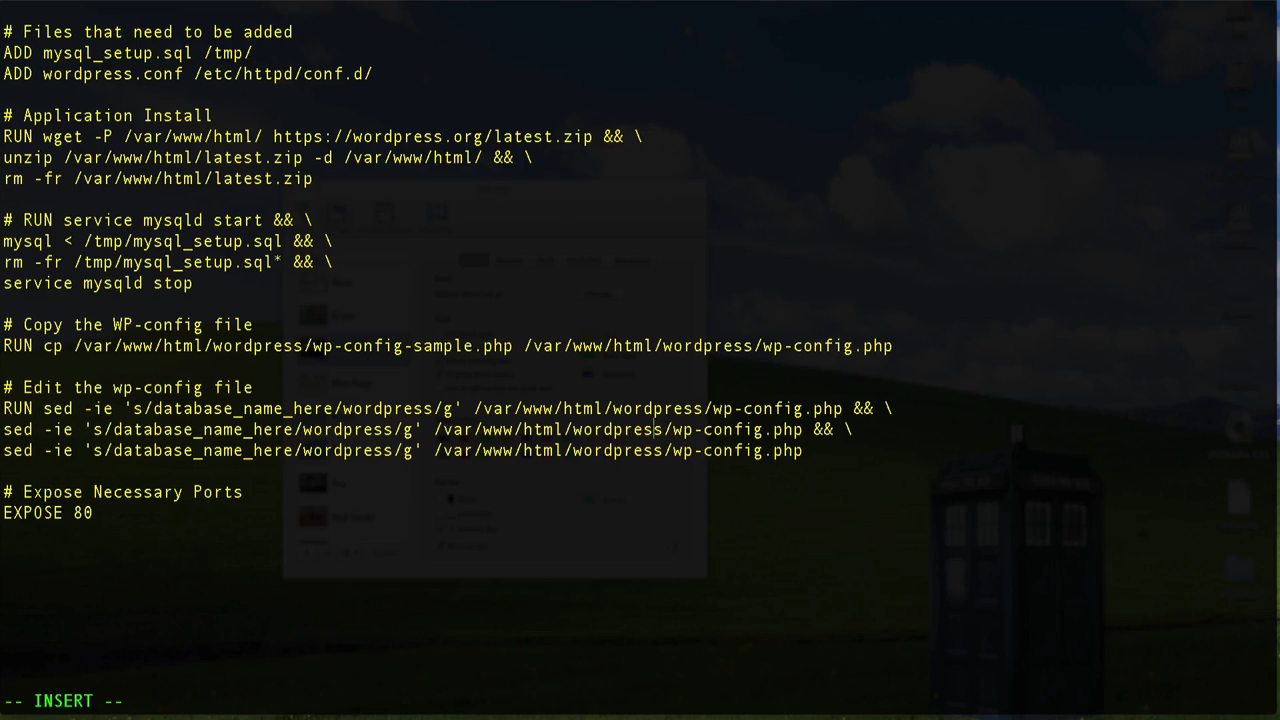 # Files that need to be added
ADD mysql_setup.sql /tmp/
ADD wordpress.conf /etc/httpd/conf.d/
# Application Install
RUN wget -P /var/www/html/ https://wordpress.org/latest.zip && \
unzip /var/www/html/latest.zip -d /var/www/html/ && \
rm -fr /var/www/html/latest.zip
# RUN service mysqld start && \
mysql < /tmp/mysql_setup.sql && \
rm -fr /tmp/mysql_setup.sql* && \
service mysqld stop
# Copy the WP-config file
RUN cp /var/www/html/wordpress/wp-config-sample.php /var/www/html/wordpress/wp-config.php
# Edit the wp-config file
RUN sed -ie 's/database_name_here/wordpress/g' /var/www/html/wordpress/wp-config.php && \
sed -ie 's/database_name_here/wordpress/g' /var/www/html/wordpress/wp-config.php && \
sed -ie 's/database_name_here/wordpress/g' /var/www/html/wordpress/wp-config.php
# Expose Necessary Ports
EXPOSE 80
-- INSERT --